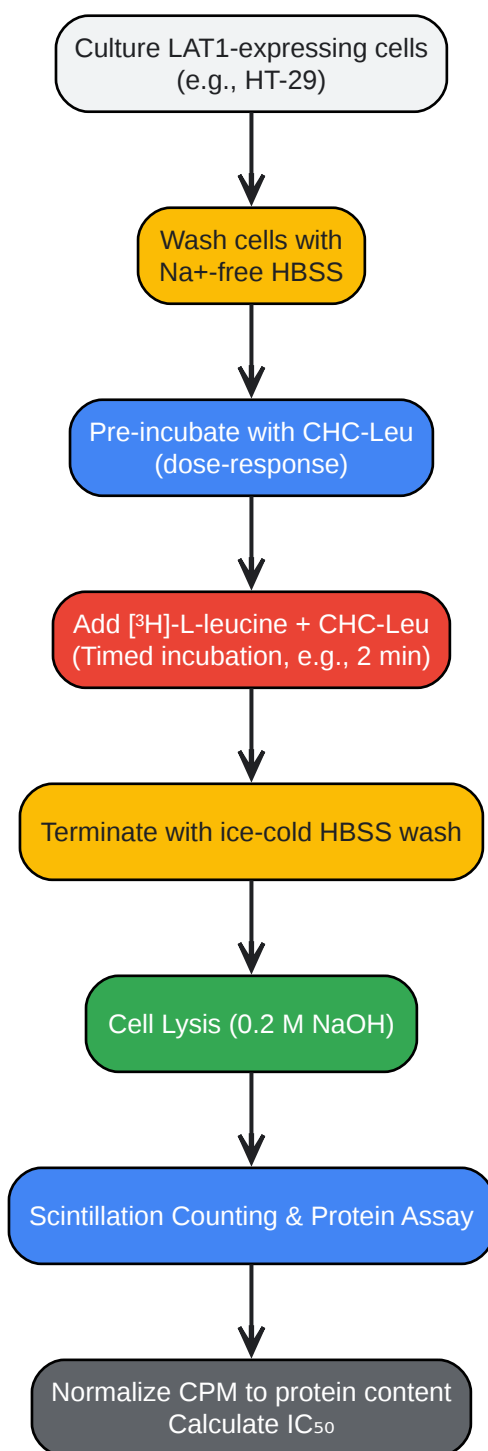 Culture LAT1-expressing cells
(e.g., HT-29)
Wash cells with
Na+-free HBSS
Pre-incubate with CHC-Leu
(dose-response)
Add [³H]-L-leucine + CHC-Leu
(Timed incubation, e.g., 2 min)
Terminate with ice-cold HBSS wash
Cell Lysis (0.2 M NaOH)
Scintillation Counting & Protein Assay
Normalize CPM to protein content
Calculate IC₅₀